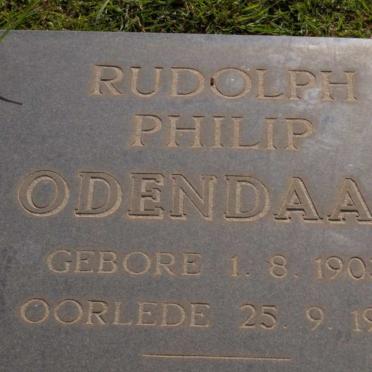 RUDOLPH
PHILIP
ODENDAA
GEBORE 1. 8. 190
OORLEDE 25. 9. 19